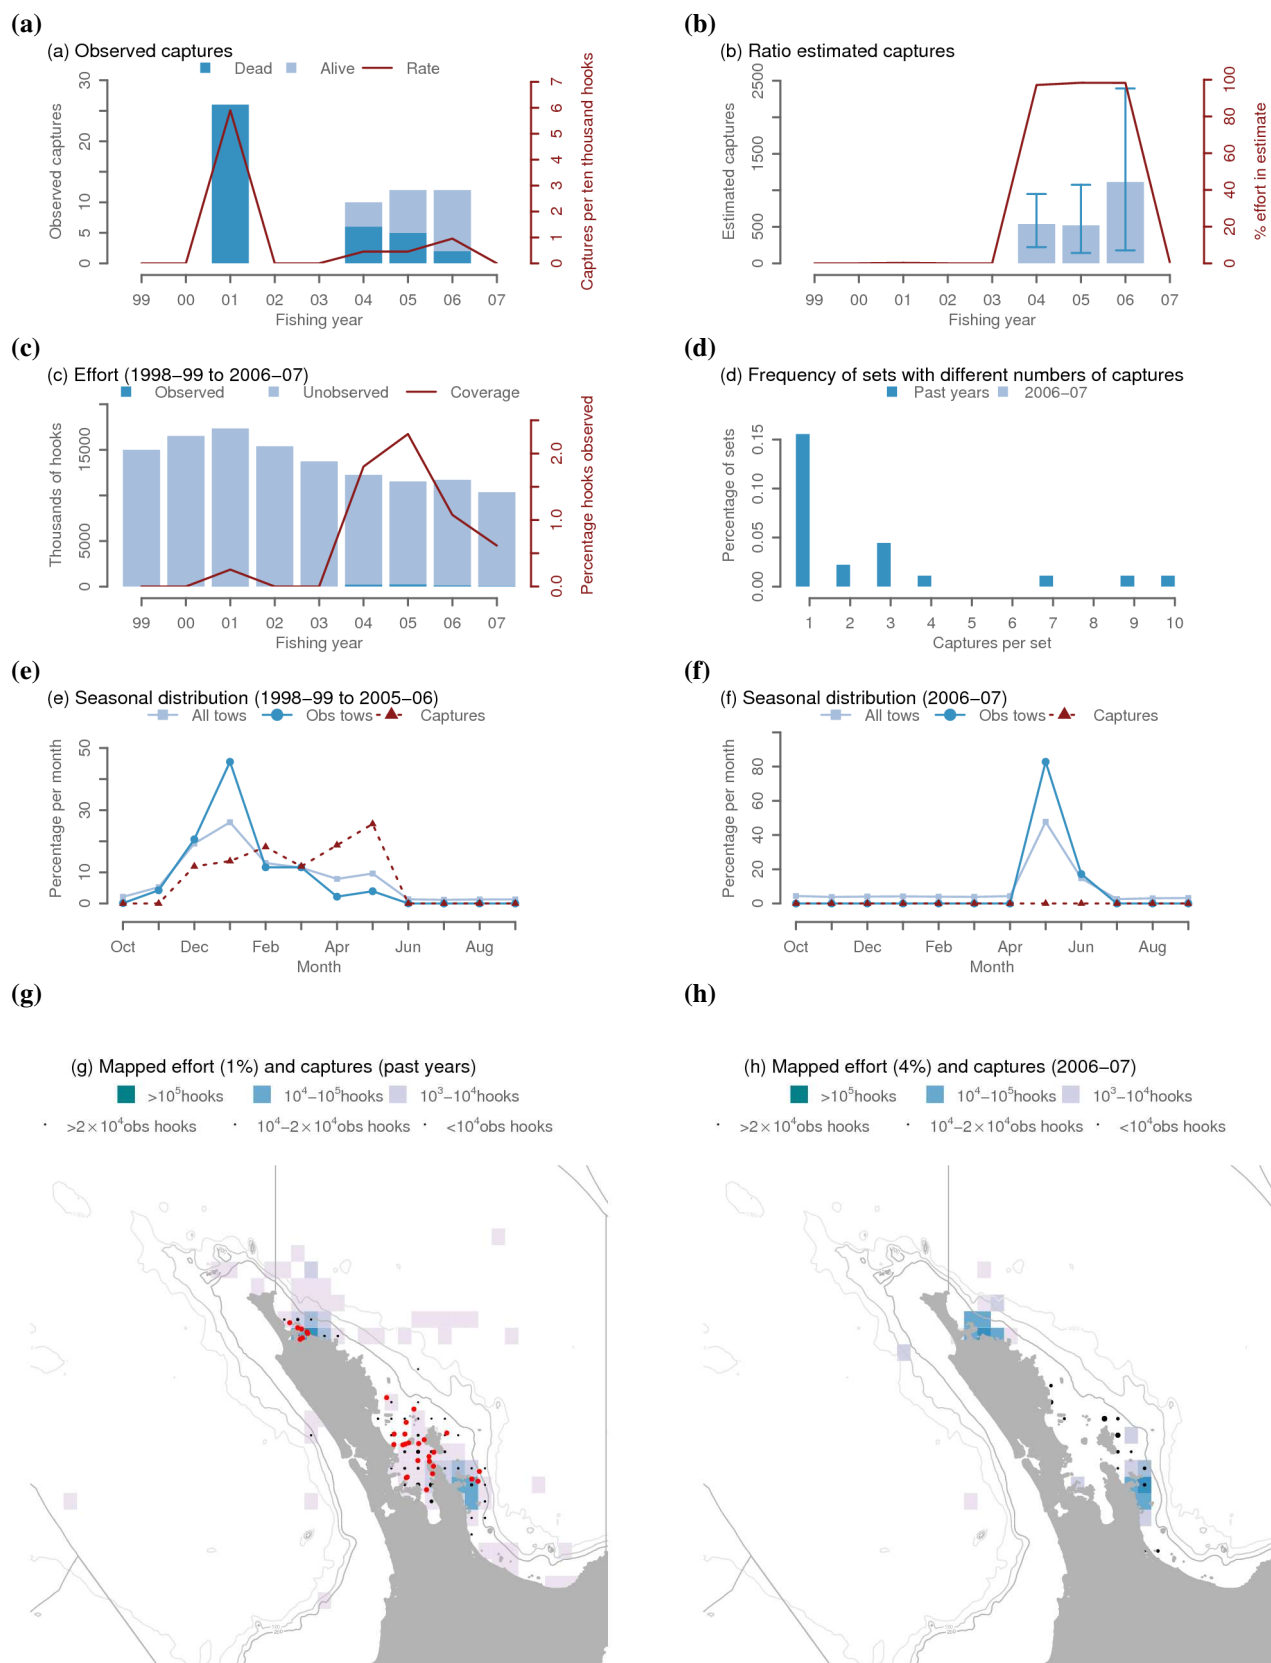 (a)
(a) Observed captures
Dead Alive Rate
Observed captures
0 5 10 20 30
Captures per ten thousand hooks
0 1 2 3 4 5 6 7
99 00 01 02 03 04 05 06 07
Fishing year
(b)
(b) Ratio estimated captures
Estimated captures
0 500 1500 2500
% effort in estimate
0 20 40 60 80 100
99 00 01 02 03 04 05 06 07
Fishing year
(c)
(c) Effort (1998–99 to 2006–07)
Observed Unobserved Coverage
Thousands of hooks
0 5000 15000
Percentage hooks observed
0.0 1.0 2.0
99 00 01 02 03 04 05 06 07
Fishing year
(d)
(d) Frequency of sets with different numbers of captures
Past years 2006–07
Percentage of sets
0.00 0.05 0.10 0.15
1 2 3 4 5 6 7 8 9 10
Captures per set
(e)
(e) Seasonal distribution (1998–99 to 2005–06)
All tows Obs tows Captures
Percentage per month
0 10 30 50
Oct Dec Feb Apr Jun Aug
Month
(f)
(f) Seasonal distribution (2006–07)
All tows Obs tows Captures
Percentage per month
0 20 40 60 80
Oct Dec Feb Apr Jun Aug
Month
(g)
(g) Mapped effort (1%) and captures (past years)
>10⁵hooks 10⁴–10⁵hooks 10³–10⁴hooks
>2×10⁴obs hooks 10⁴–2×10⁴obs hooks <10⁴obs hooks
(h)
(h) Mapped effort (4%) and captures (2006–07)
>10⁵hooks 10⁴–10⁵hooks 10³–10⁴hooks
>2×10⁴obs hooks 10⁴–2×10⁴obs hooks <10⁴obs hooks